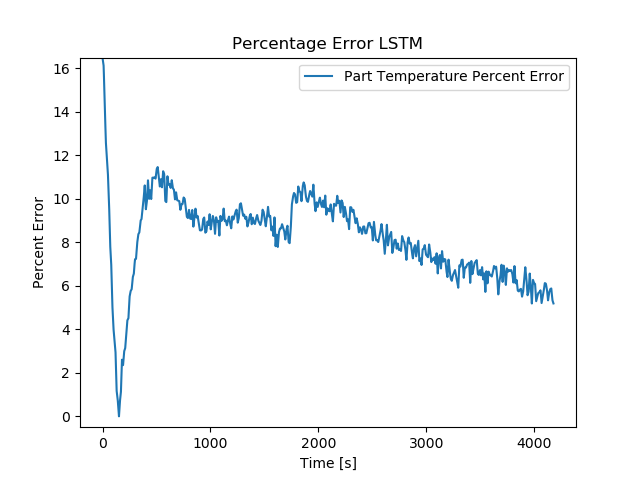 Percentage Error LSTM
Part Temperature Percent Error
Percent Error
16
14
12
10
8
6
4
2
0
0 1000 2000 3000 4000
Time [s]